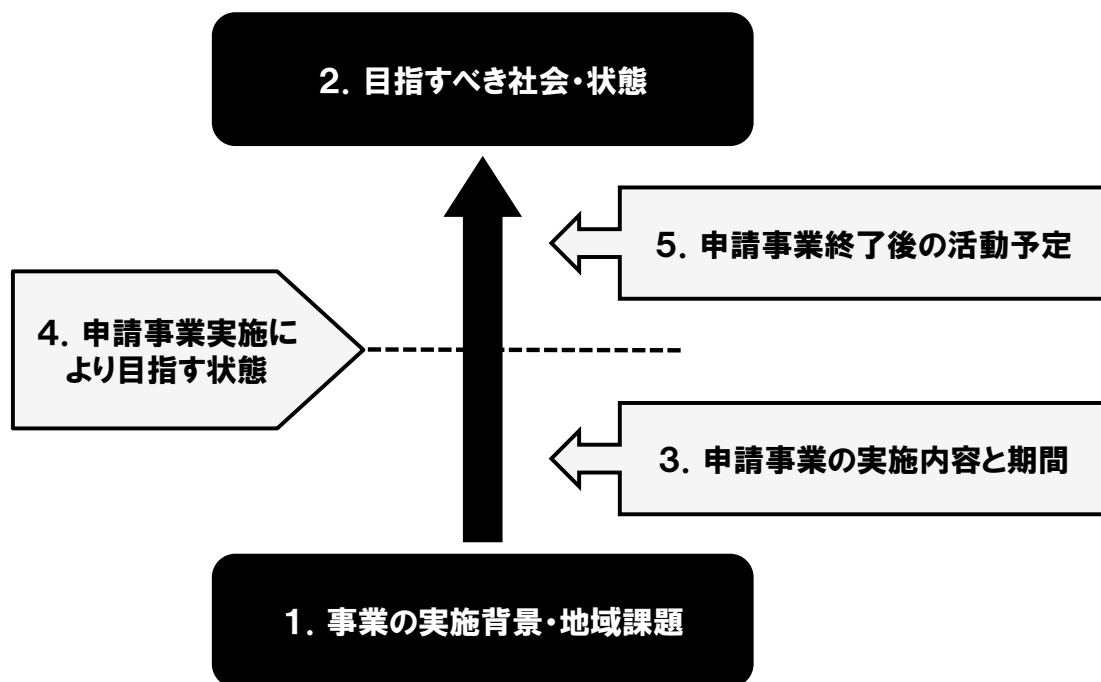 2. 目指すべき社会・状態
5. 申請事業終了後の活動予定
4. 申請事業実施に
より目指す状態
3. 申請事業の実施内容と期間
1. 事業の実施背景・地域課題